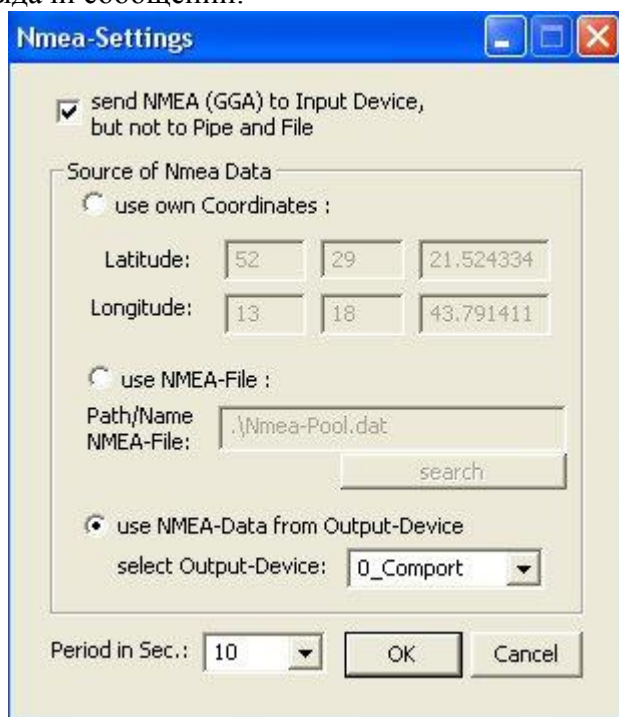 сообщений.
Nmea-Settings
send NMEA (GGA) to Input Device,
but not to Pipe and File
Source of Nmea Data
use own Coordinates :
Latitude: 52 29 21.524334
Longitude: 13 18 43.791411
use NMEA-File :
Path/Name
NMEA-File: .\Nmea-Pool.dat
search
use NMEA-Data from Output-Device
select Output-Device: 0_Comport
Period in Sec.: 10 OK Cancel